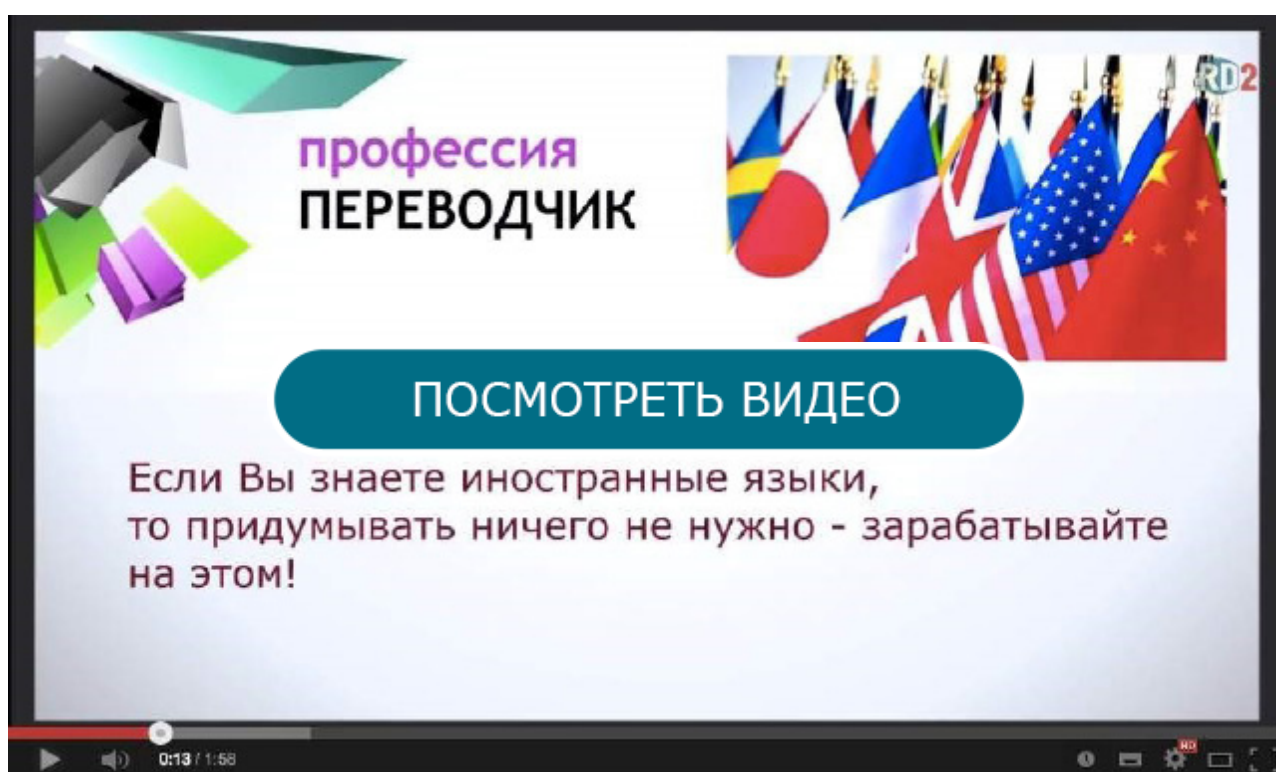 RD2
профессия
ПЕРЕВОДЧИК
ПОСМОТРЕТЬ ВИДЕО
Если Вы знаете иностранные языки,
то придумывать ничего не нужно - зарабатывайте
на этом!
0:13 / 1:58
HD